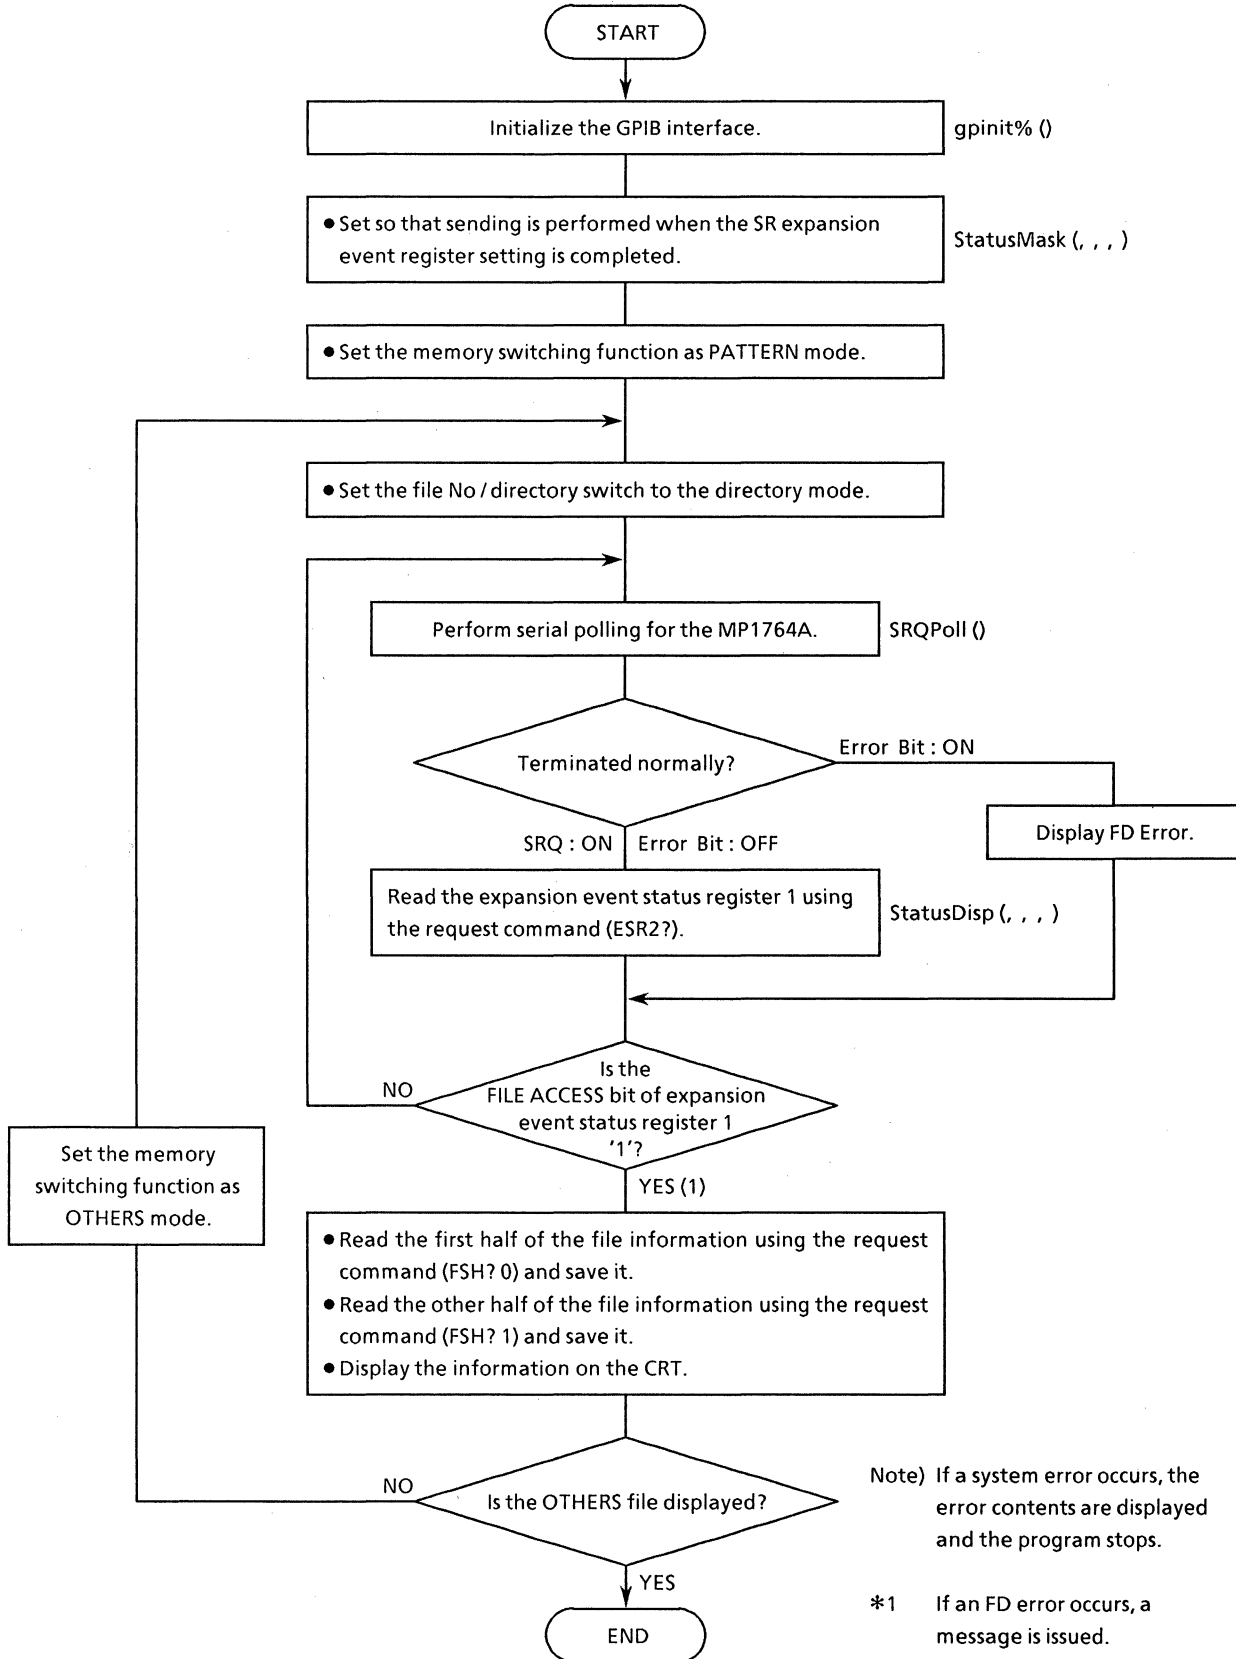 START
Initialize the GPIB interface.
gpinit% ()
● Set so that sending is performed when the SR expansion
event register setting is completed.
StatusMask (, , , )
● Set the memory switching function as PATTERN mode.
● Set the file No / directory switch to the directory mode.
Perform serial polling for the MP1764A.
SRQPoll ()
Terminated normally?
Error Bit : ON
Display FD Error.
SRQ : ON
Error Bit : OFF
Read the expansion event status register 1 using
the request command (ESR2?).
StatusDisp (, , , )
Is the
FILE ACCESS bit of expansion
event status register 1
'1'?
NO
YES (1)
Set the memory
switching function as
OTHERS mode.
● Read the first half of the file information using the request
command (FSH? 0) and save it.
● Read the other half of the file information using the request
command (FSH? 1) and save it.
● Display the information on the CRT.
NO
Is the OTHERS file displayed?
YES
END
Note) If a system error occurs, the
error contents are displayed
and the program stops.
*1 If an FD error occurs, a
message is issued.